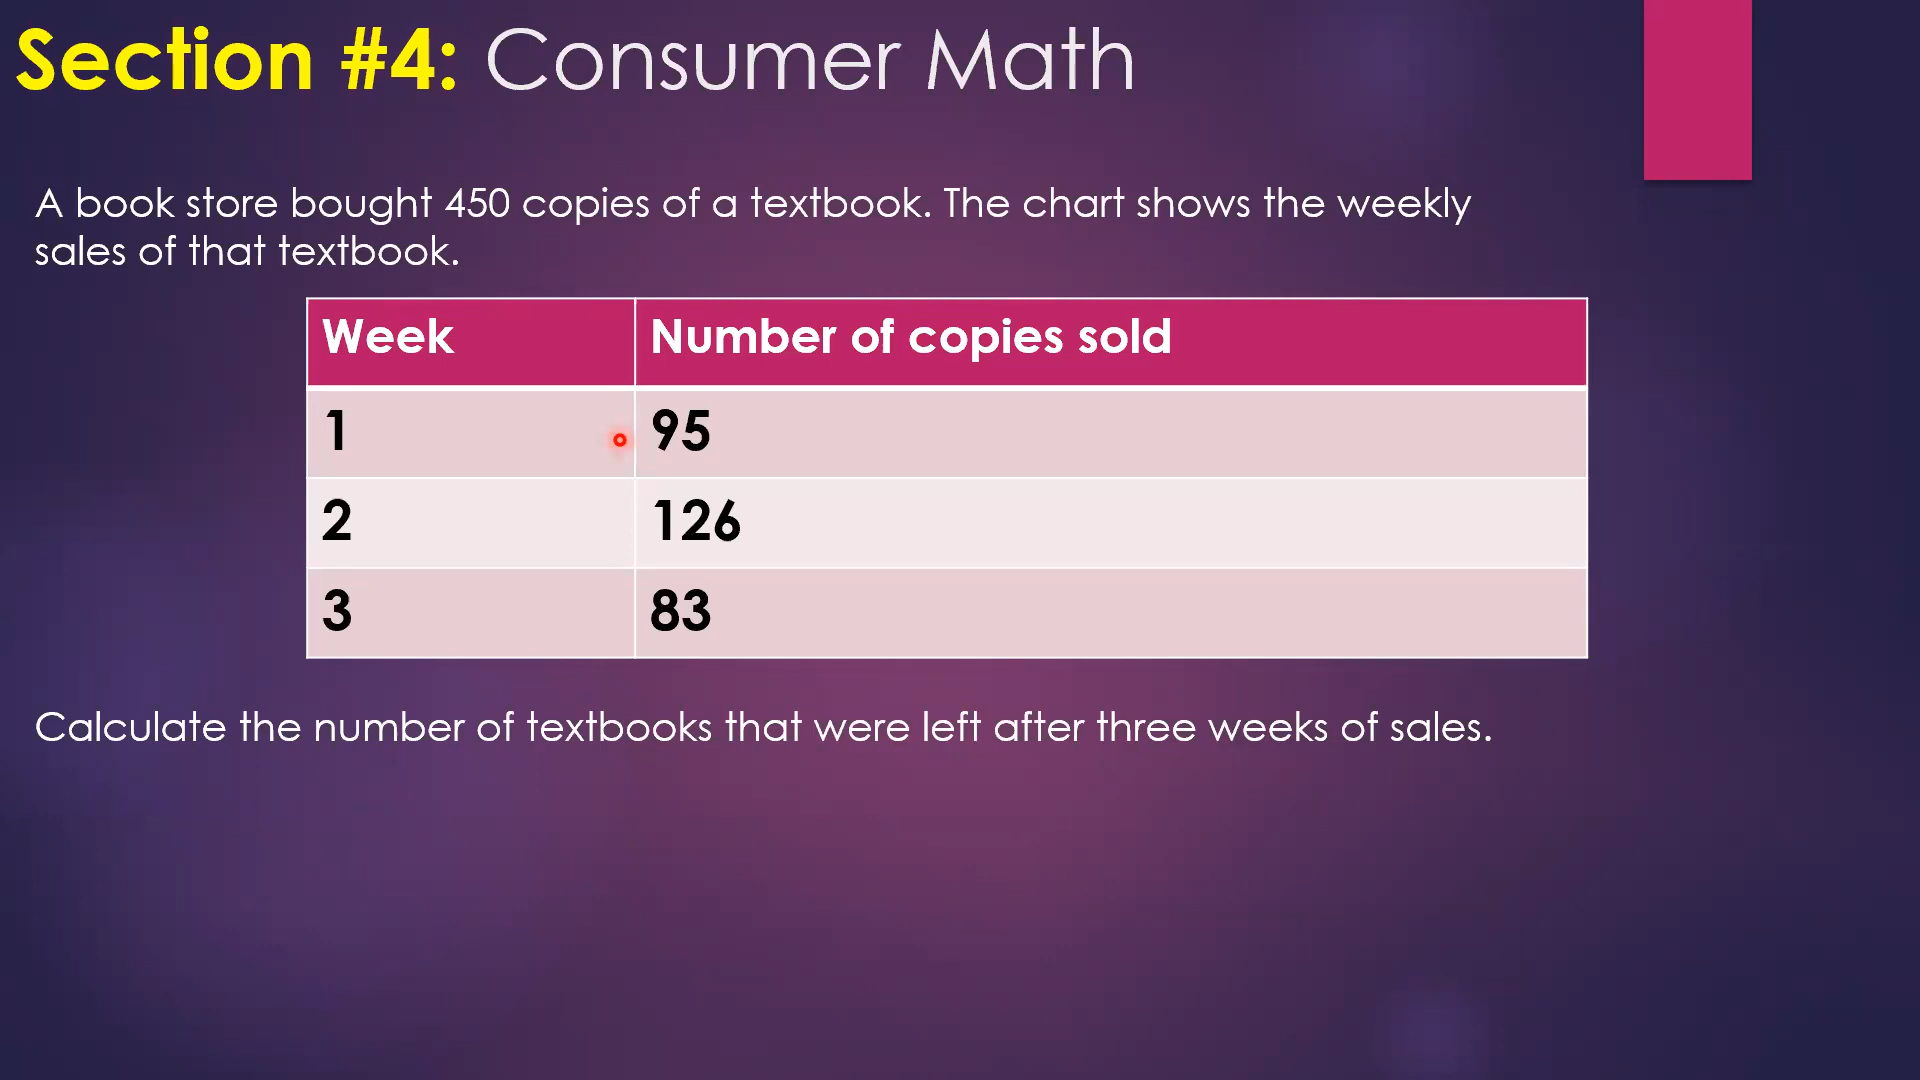 Section #4: Consumer Math
A book store bought 450 copies of a textbook. The chart shows the weekly
sales of that textbook.
Week Number of copies sold
1 95
2 126
3 83
Calculate the number of textbooks that were left after three weeks of sales.